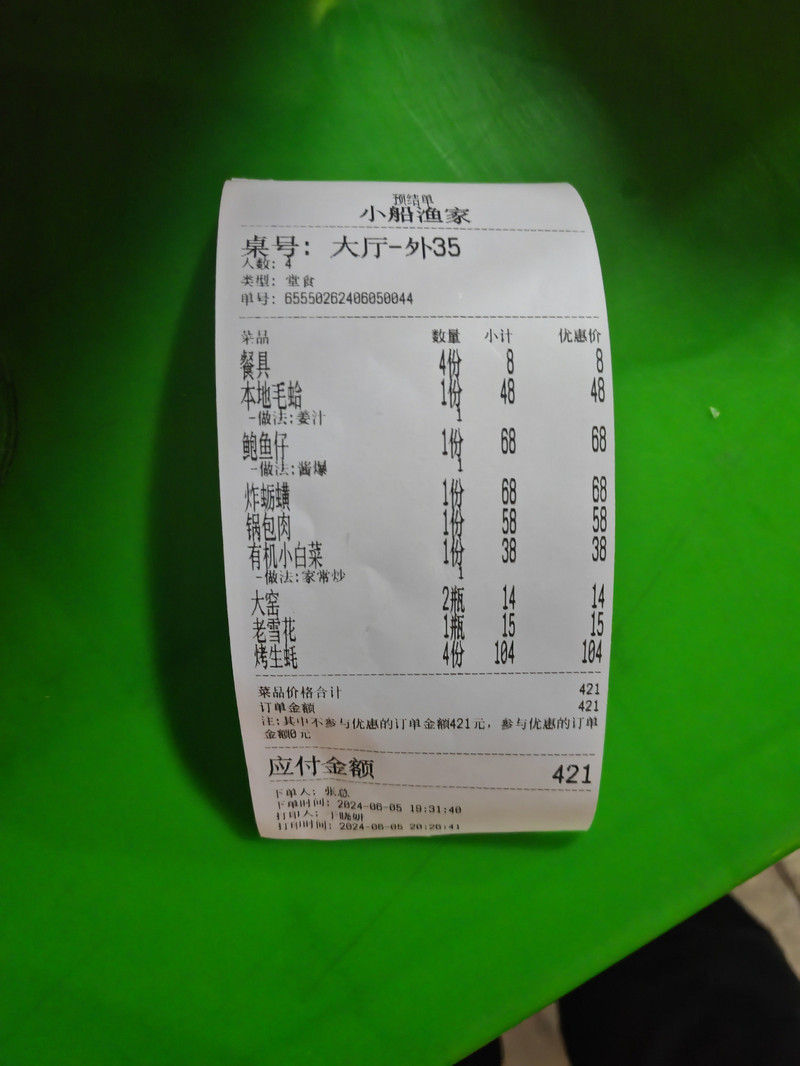 预结单
小船渔家
桌号: 大厅-外35
人数: 4
类型: 堂食
单号: 65550262406050044
菜品 数量 小计 优惠价
餐具 4份 8 8
本地毛蛤 1份 48 48
-做法:姜汁 1
鲍鱼仔 1份 68 68
-做法:酱爆 1
炸蛎蟥 1份 68 68
锅包肉 1份 58 58
有机小白菜 1份 38 38
-做法:家常炒 1
大窑 2瓶 14 14
老雪花 1瓶 15 15
烤生蚝 4份 104 104
菜品价格合计 421
订单金额 421
注:其中不参与优惠的订单金额421元, 参与优惠的订单
金额0元
应付金额 421
下单人: 张总
下单时间: 2024-06-05 19:31:40
打印人: 于晓妍
打印时间: 2024-06-05 20:20:41